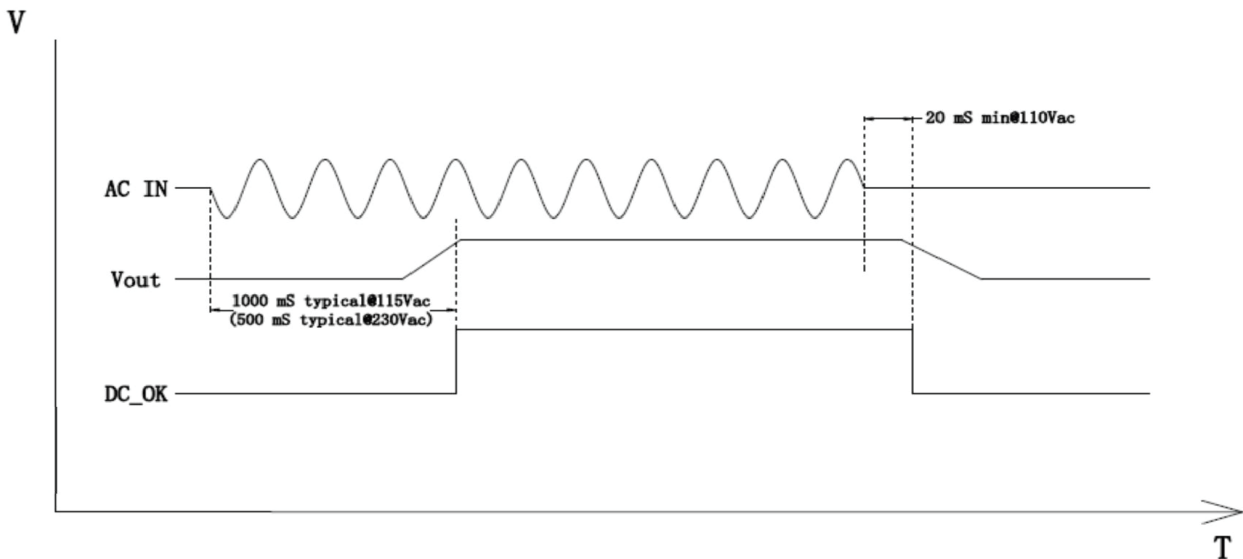 V
20 mS min@110Vac
AC IN
Vout
1000 mS typical@115Vac
(500 mS typical@230Vac)
DC_OK
T